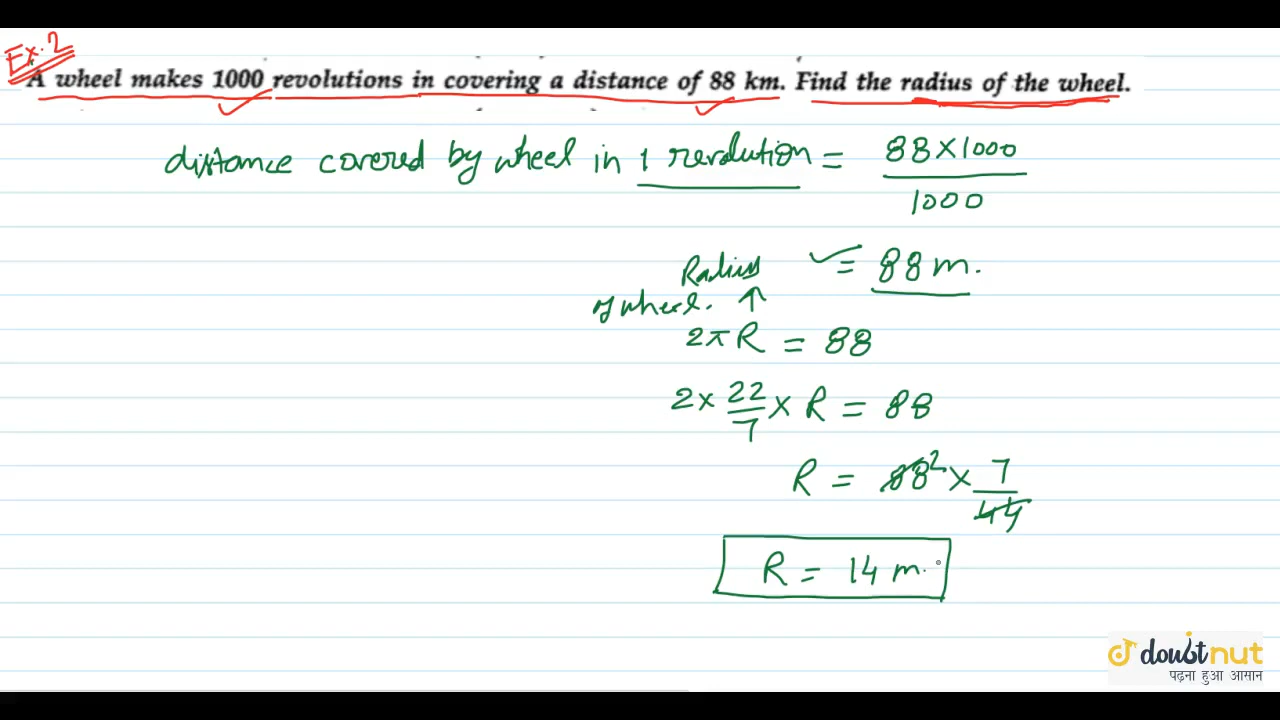 Ex.2
A wheel makes 1000 revolutions in covering a distance of 88 km. Find the radius of the wheel.
distance covered by wheel in 1 revolution = 88 × 1000 / 1000
Radius = 88 m.
of wheel. ↑
2π R = 88
2 × 22/7 × R = 88
R = 88² × 7/44
R = 14 m.
doubtnut
पढ़ना हुआ आसान